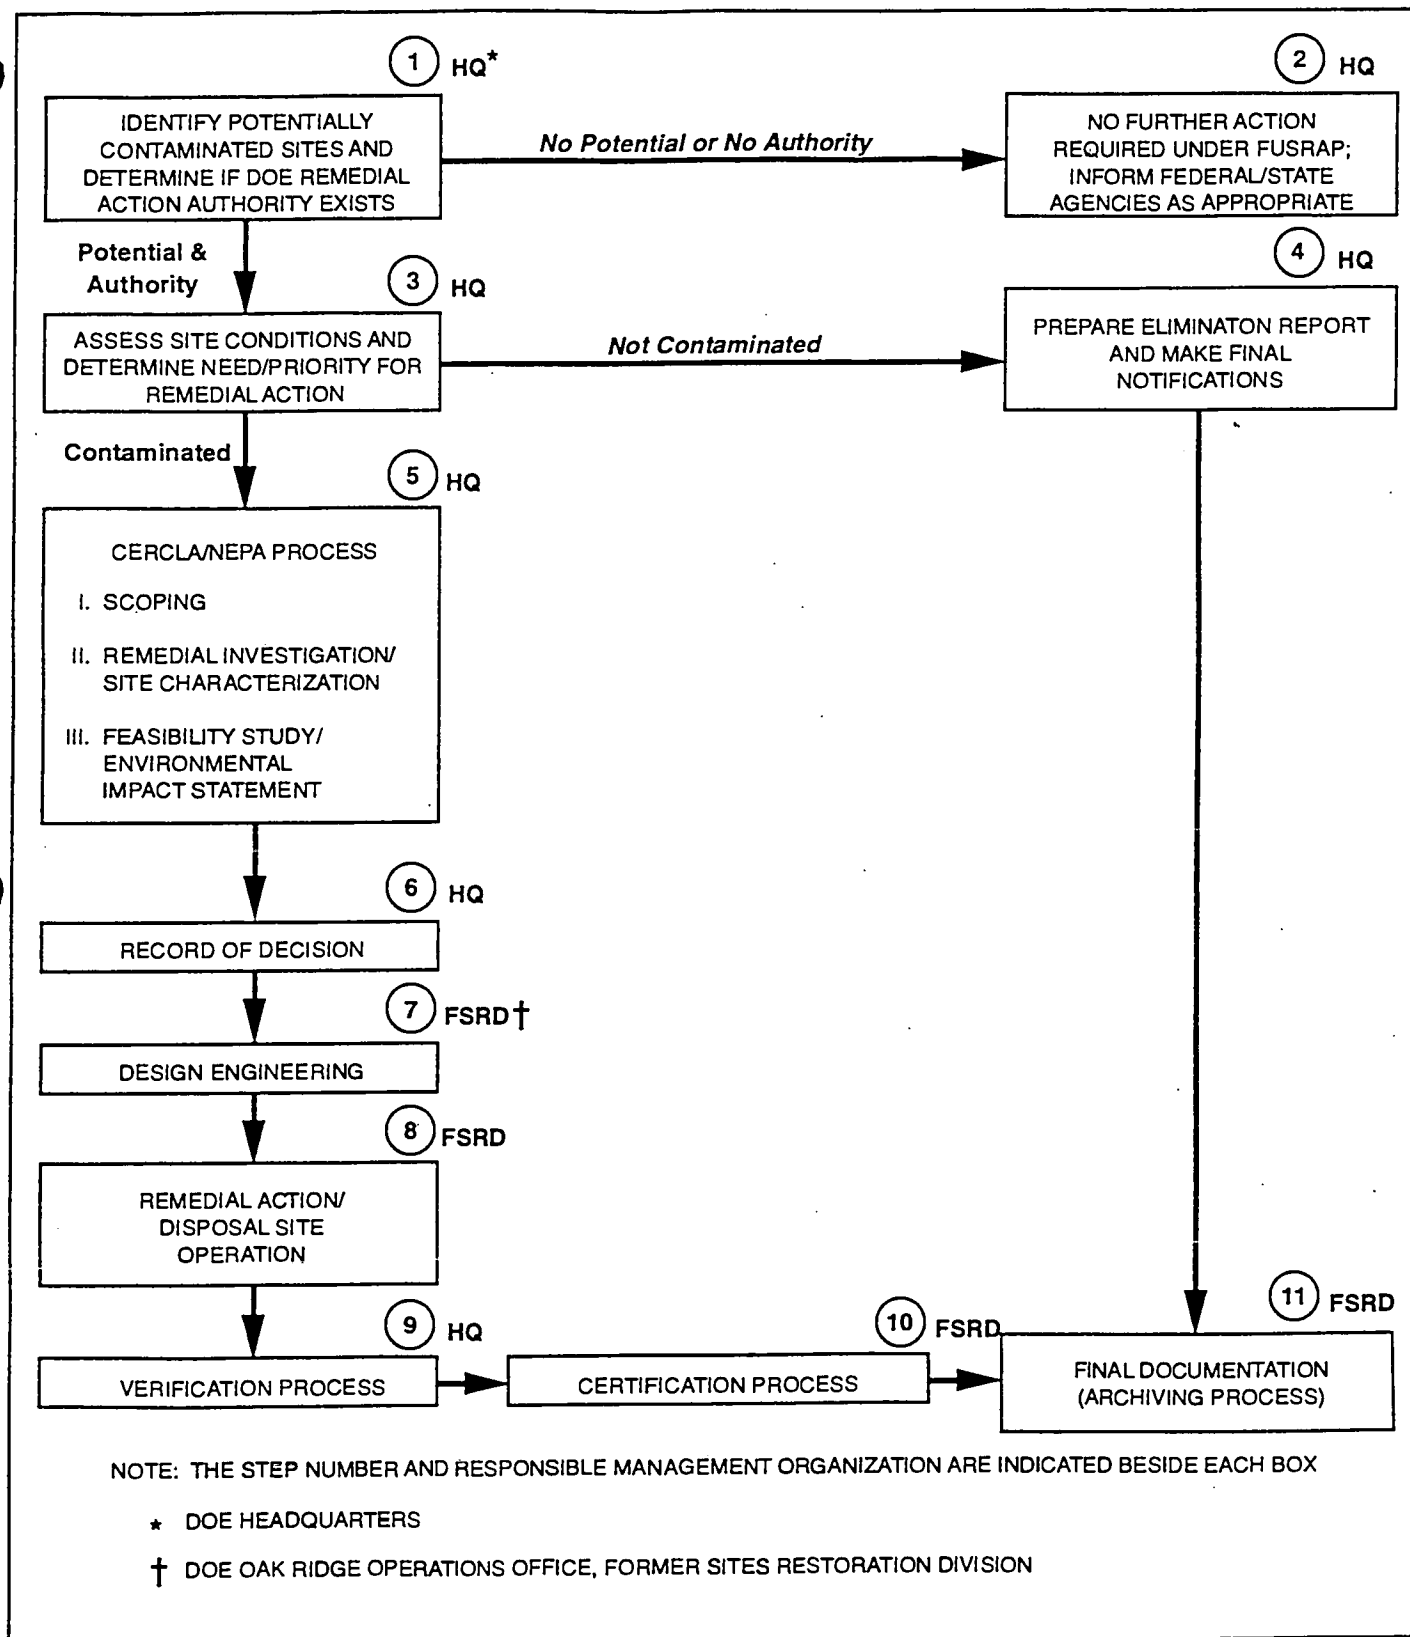 1 HQ*
IDENTIFY POTENTIALLY
CONTAMINATED SITES AND
DETERMINE IF DOE REMEDIAL
ACTION AUTHORITY EXISTS
No Potential or No Authority
2 HQ
NO FURTHER ACTION
REQUIRED UNDER FUSRAP;
INFORM FEDERAL/STATE
AGENCIES AS APPROPRIATE
Potential &
Authority
3 HQ
ASSESS SITE CONDITIONS AND
DETERMINE NEED/PRIORITY FOR
REMEDIAL ACTION
Not Contaminated
4 HQ
PREPARE ELIMINATON REPORT
AND MAKE FINAL
NOTIFICATIONS
Contaminated
5 HQ
CERCLA/NEPA PROCESS
I. SCOPING
II. REMEDIAL INVESTIGATION/
SITE CHARACTERIZATION
III. FEASIBILITY STUDY/
ENVIRONMENTAL
IMPACT STATEMENT
6 HQ
RECORD OF DECISION
7 FSRD†
DESIGN ENGINEERING
8 FSRD
REMEDIAL ACTION/
DISPOSAL SITE
OPERATION
9 HQ
VERIFICATION PROCESS
10 FSRD
CERTIFICATION PROCESS
11 FSRD
FINAL DOCUMENTATION
(ARCHIVING PROCESS)
NOTE: THE STEP NUMBER AND RESPONSIBLE MANAGEMENT ORGANIZATION ARE INDICATED BESIDE EACH BOX
* DOE HEADQUARTERS
† DOE OAK RIDGE OPERATIONS OFFICE, FORMER SITES RESTORATION DIVISION